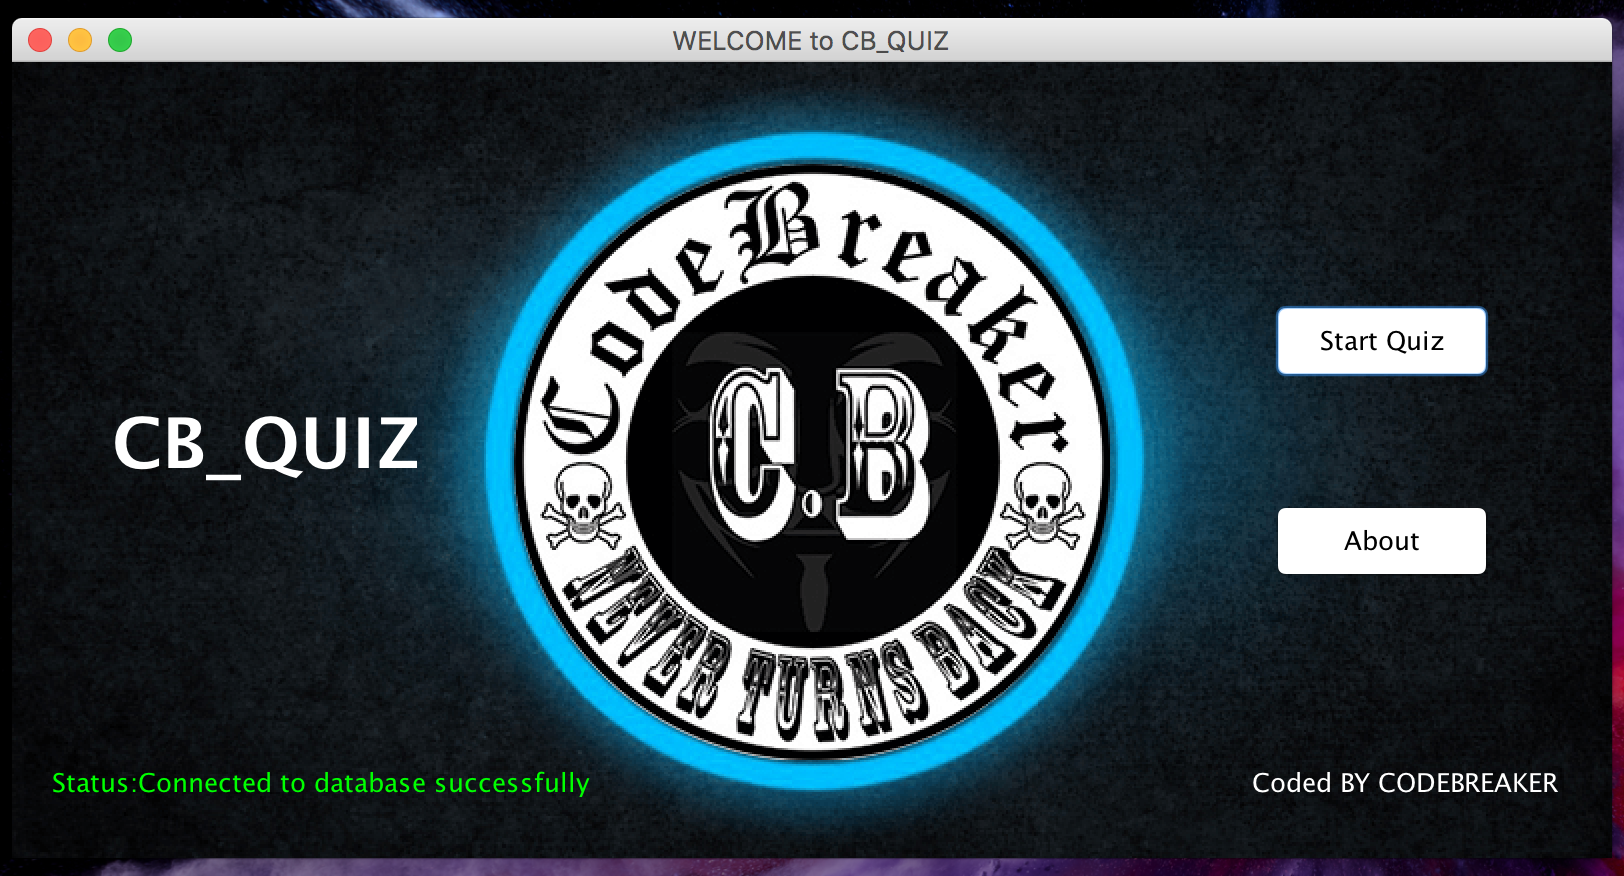 WELCOME to CB_QUIZ
CodeBreaker
C.B
NEVER TURNS BACK
CB_QUIZ
Start Quiz
About
Status:Connected to database successfully
Coded BY CODEBREAKER